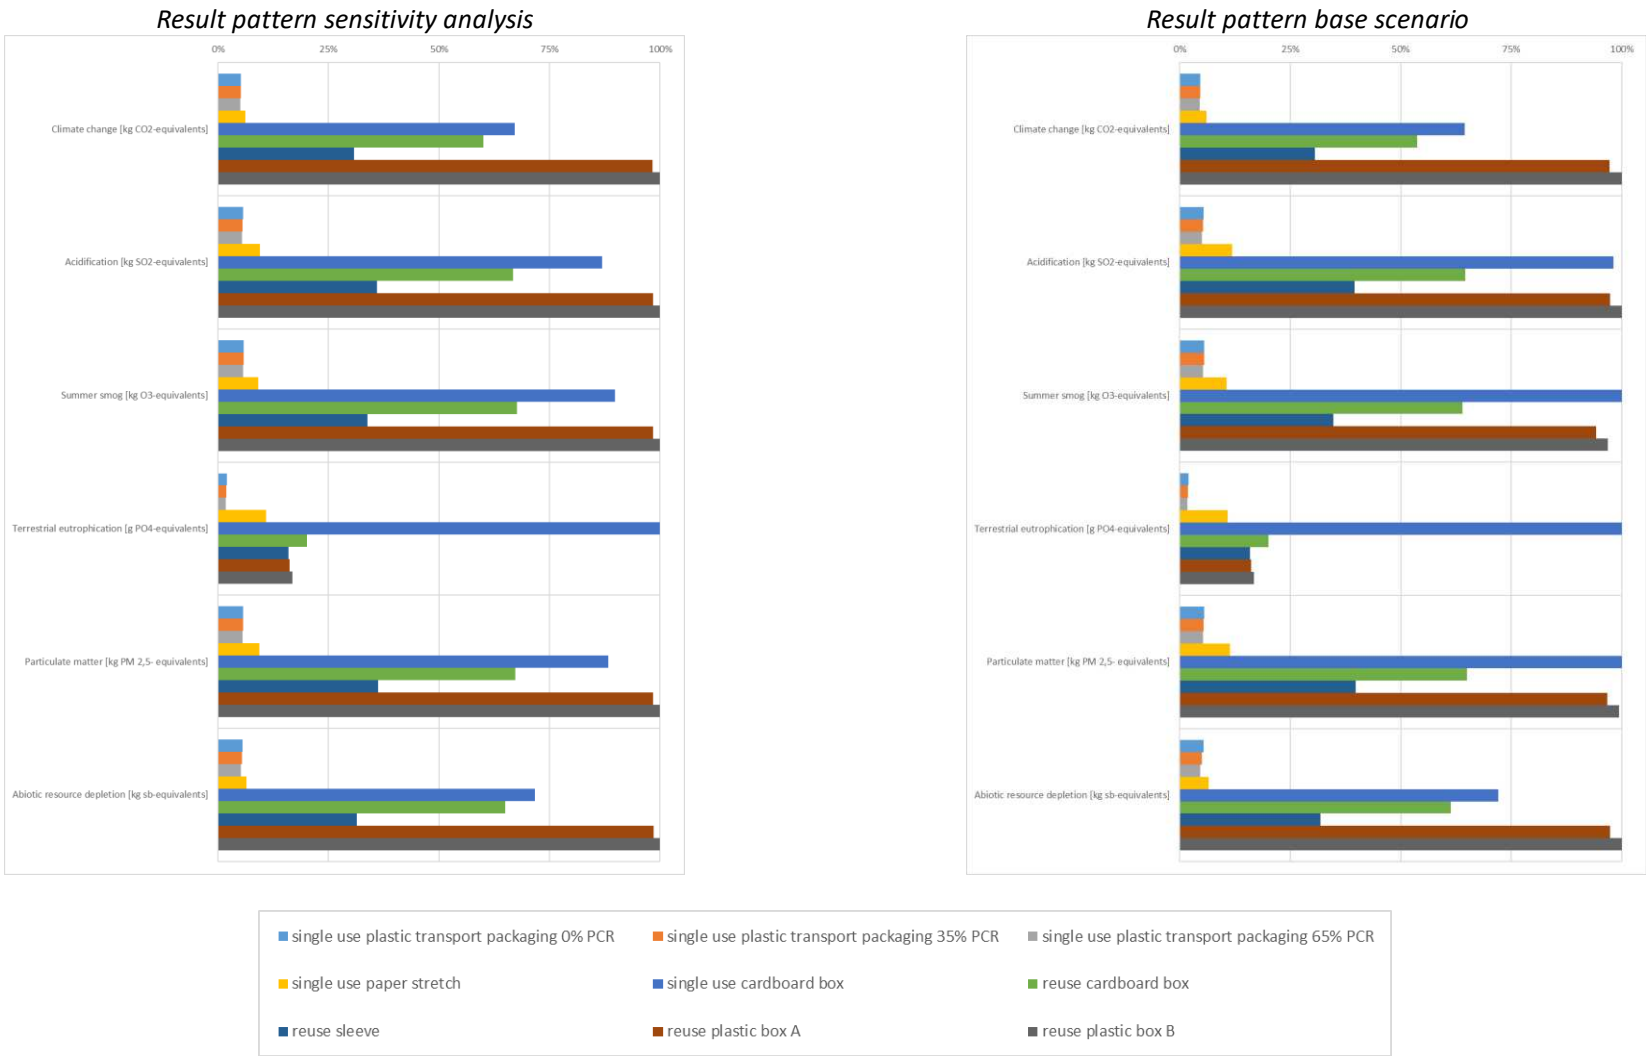 Result pattern sensitivity analysis
0% 25% 50% 75% 100%
Climate change [kg CO2-equivalents]
Acidification [kg SO2-equivalents]
Summer smog [kg O3-equivalents]
Terrestrial eutrophication [g PO4-equivalents]
Particulate matter [kg PM 2,5- equivalents]
Abiotic resource depletion [kg sb-equivalents]
Result pattern base scenario
0% 25% 50% 75% 100%
Climate change [kg CO2-equivalents]
Acidification [kg SO2-equivalents]
Summer smog [kg O3-equivalents]
Terrestrial eutrophication [g PO4-equivalents]
Particulate matter [kg PM 2,5- equivalents]
Abiotic resource depletion [kg sb-equivalents]
single use plastic transport packaging 0% PCR single use plastic transport packaging 35% PCR single use plastic transport packaging 65% PCR
single use paper stretch single use cardboard box reuse cardboard box
reuse sleeve reuse plastic box A reuse plastic box B